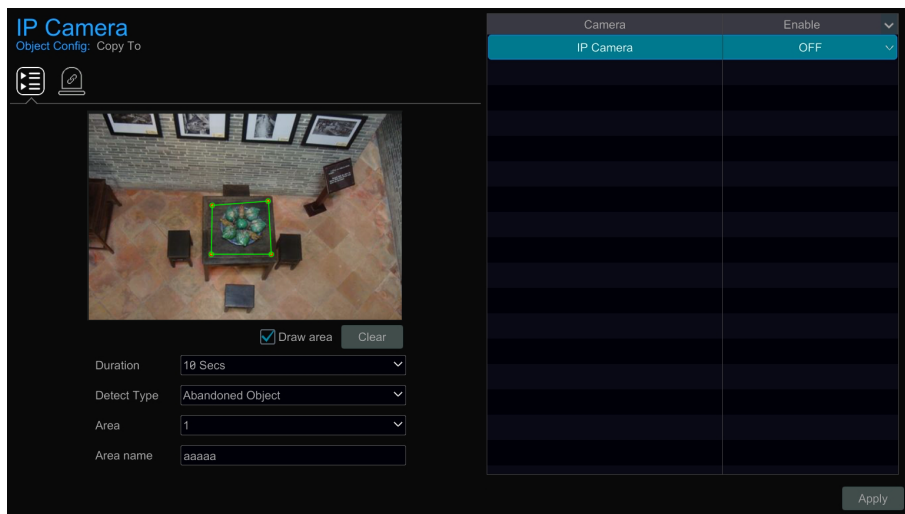 IP Camera
Object Config: Copy To
Camera Enable
IP Camera OFF
Draw area Clear
Duration 10 Secs
Detect Type Abandoned Object
Area 1
Area name aaaaa
Apply